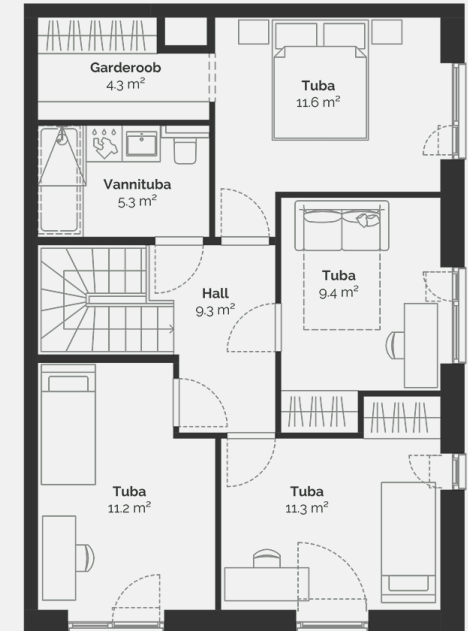 Garderoob
4.3 m²
Tuba
11.6 m²
Vannituba
5.3 m²
Tuba
9.4 m²
Hall
9.3 m²
Tuba
11.2 m²
Tuba
11.3 m²